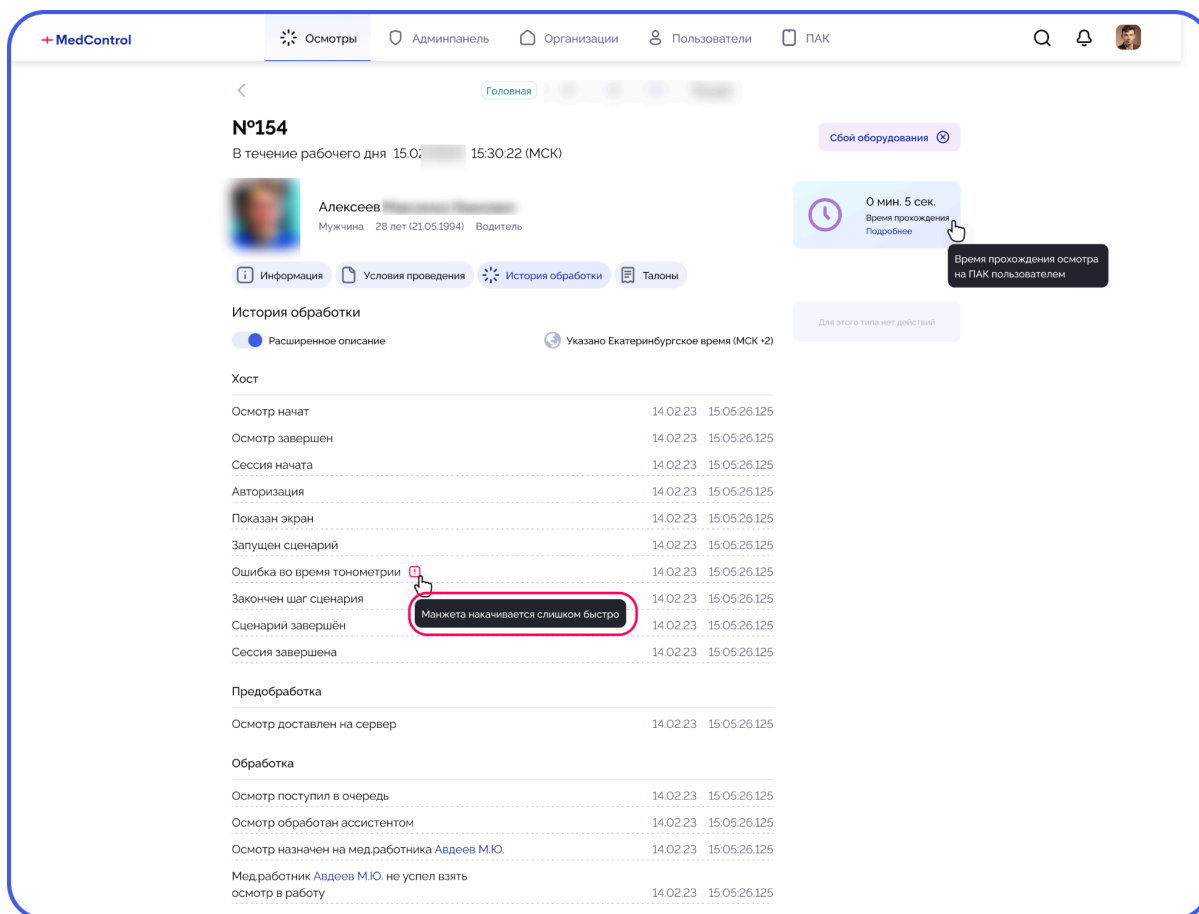 MedControl
Осмотры
Админпанель
Организации
Пользователи
ПАК
Головная
№154
Сбой оборудования
В течение рабочего дня 15.02 15:30:22 (МСК)
Алексеев
Мужчина 28 лет (21.05.1994) Водитель
0 мин. 5 сек.
Время прохождения
Подробнее
Время прохождения осмотра
на ПАК пользователем
Информация
Условия проведения
История обработки
Талоны
История обработки
Для этого типа нет действий
Расширенное описание
Указано Екатеринбургское время (МСК +2)
Хост
Осмотр начат 14.02.23 15:05:26.125
Осмотр завершен 14.02.23 15:05:26.125
Сессия начата 14.02.23 15:05:26.125
Авторизация 14.02.23 15:05:26.125
Показан экран 14.02.23 15:05:26.125
Запущен сценарий 14.02.23 15:05:26.125
Ошибка во время тонометрии 14.02.23 15:05:26.125
Закончен шаг сценария 14.02.23 15:05:26.125
Манжета накачивается слишком быстро
Сценарий завершён 14.02.23 15:05:26.125
Сессия завершена 14.02.23 15:05:26.125
Предобработка
Осмотр доставлен на сервер 14.02.23 15:05:26.125
Обработка
Осмотр поступил в очередь 14.02.23 15:05:26.125
Осмотр обработан ассистентом 14.02.23 15:05:26.125
Осмотр назначен на мед.работника Авдеев М.Ю. 14.02.23 15:05:26.125
Мед.работник Авдеев М.Ю. не успел взять
осмотр в работу 14.02.23 15:05:26.125